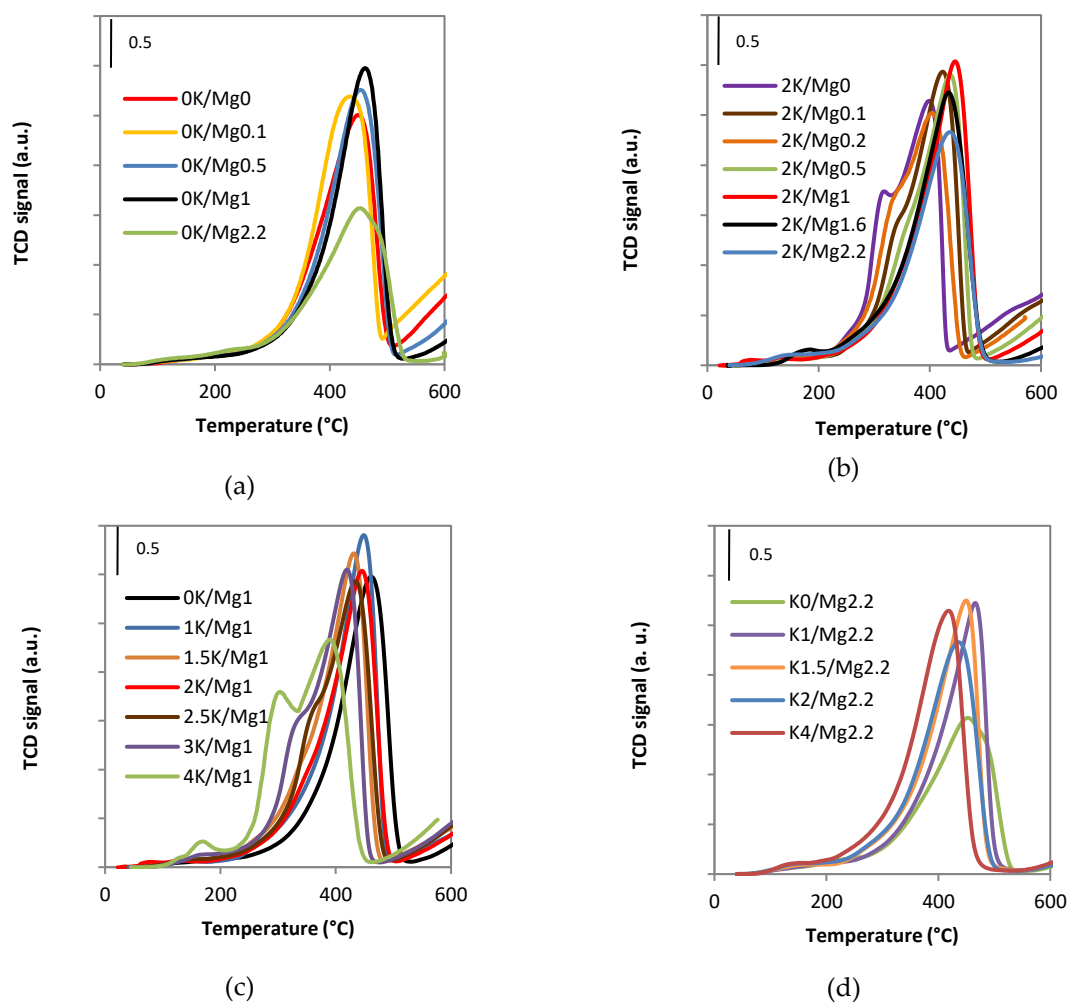 0.5
0K/Mg0
0K/Mg0.1
0K/Mg0.5
0K/Mg1
0K/Mg2.2
TCD signal (a.u.)
0 200 400 600
Temperature (°C)
(a)
0.5
2K/Mg0
2K/Mg0.1
2K/Mg0.2
2K/Mg0.5
2K/Mg1
2K/Mg1.6
2K/Mg2.2
TCD signal (a.u.)
0 200 400 600
Temperature (°C)
(b)
0.5
0K/Mg1
1K/Mg1
1.5K/Mg1
2K/Mg1
2.5K/Mg1
3K/Mg1
4K/Mg1
TCD signal (a.u.)
0 200 400 600
Temperature (°C)
(c)
0.5
K0/Mg2.2
K1/Mg2.2
K1.5/Mg2.2
K2/Mg2.2
K4/Mg2.2
TCD signal (a. u.)
0 200 400 600
Temperature (°C)
(d)